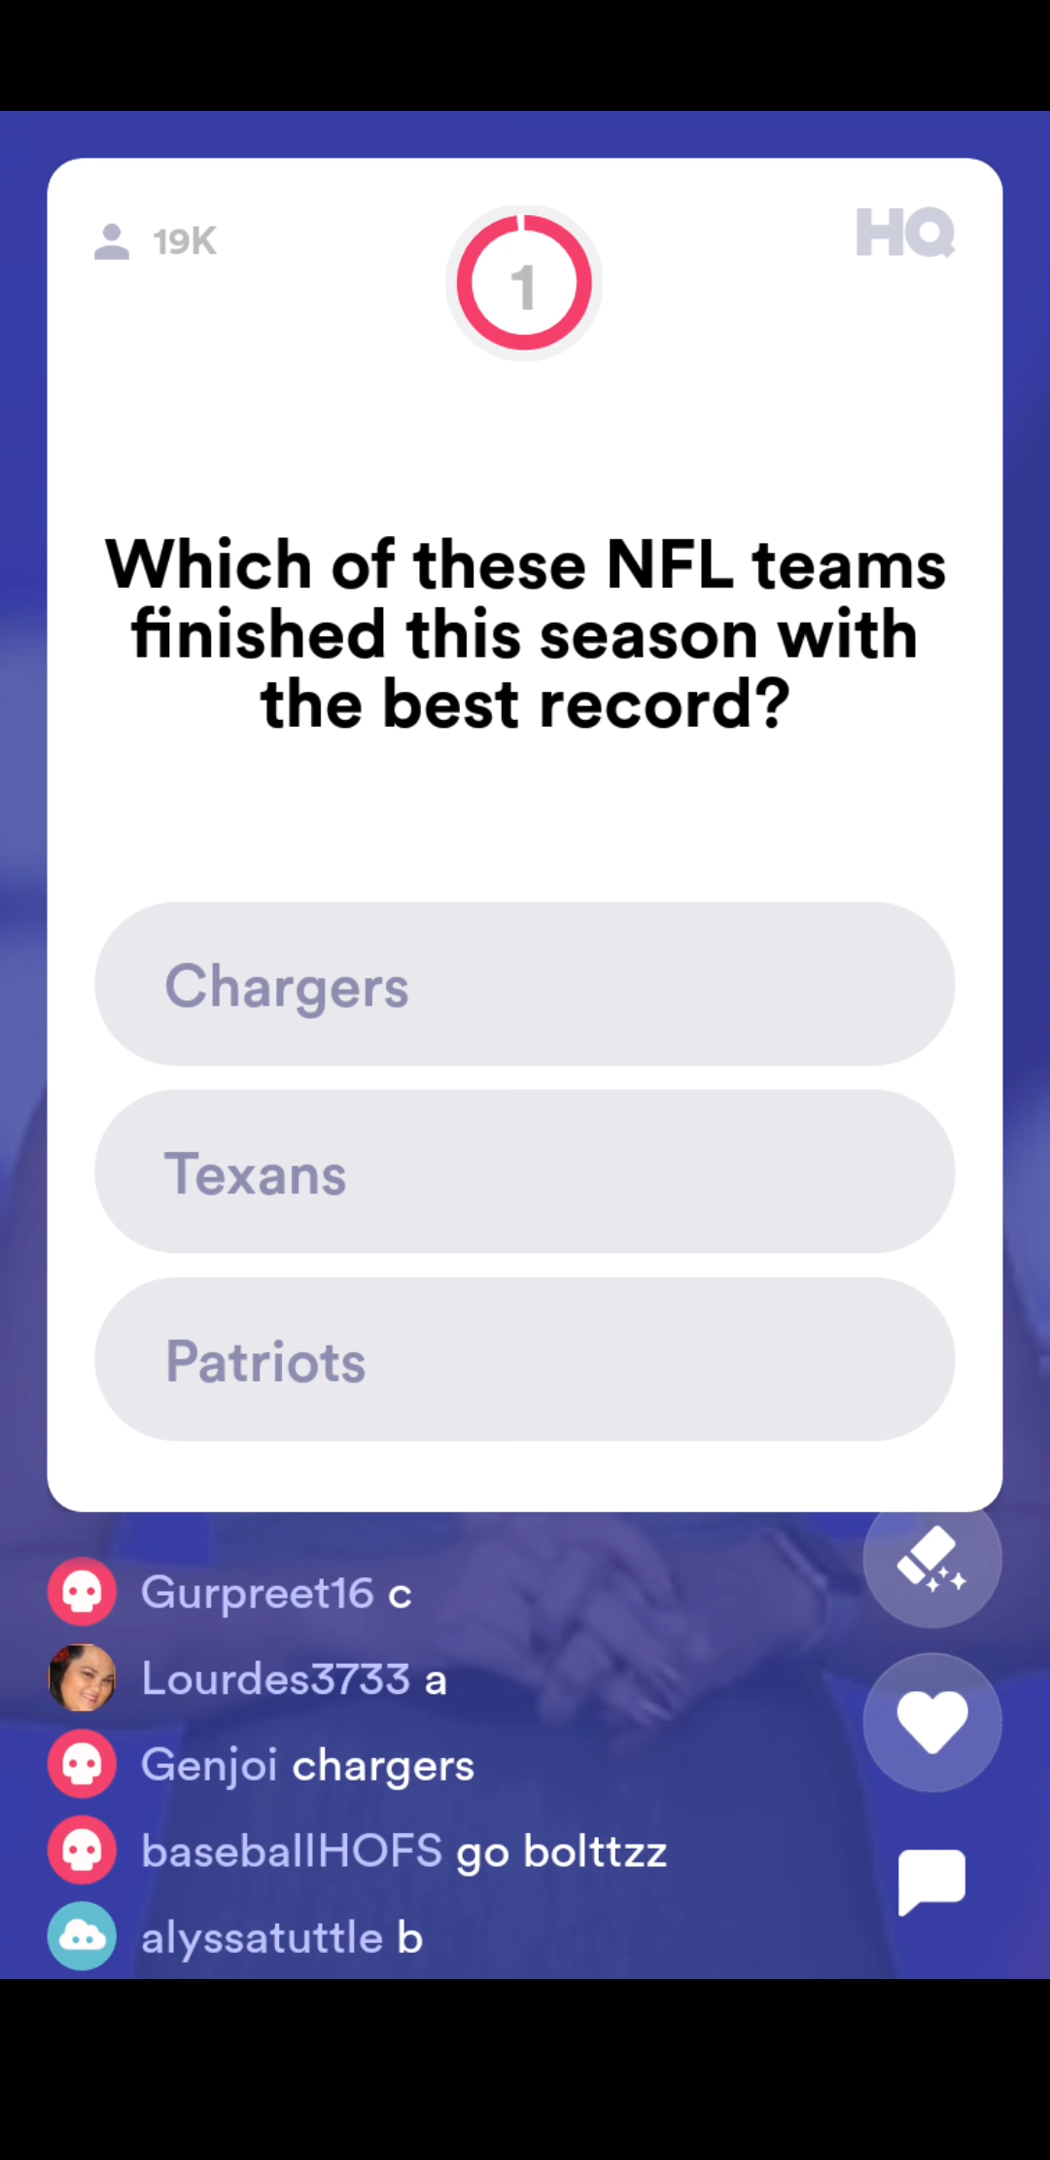 19K
1
HQ
Which of these NFL teams
finished this season with
the best record?
Chargers
Texans
Patriots
Gurpreet16 c
Lourdes3733 a
Genjoi chargers
baseballHOFS go bolttzz
alyssatuttle b